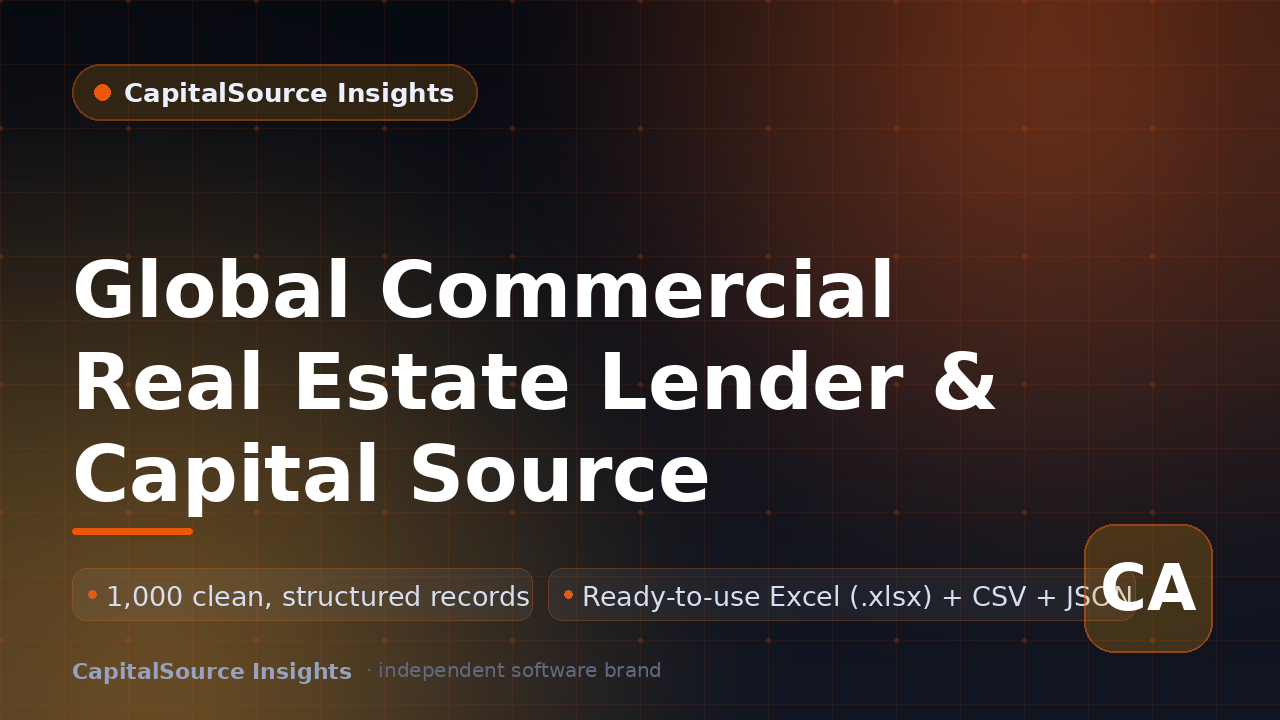 CapitalSource Insights
Global Commercial
Real Estate Lender &
Capital Source
1,000 clean, structured records
Ready-to-use Excel (.xlsx) + CSV + JSON
CA
CapitalSource Insights · independent software brand